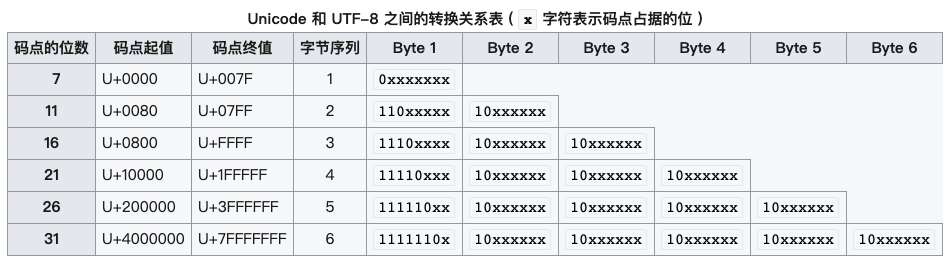 Unicode 和 UTF-8 之间的转换关系表 ( x 字符表示码点占据的位 )
码点的位数 码点起值 码点终值 字节序列 Byte 1 Byte 2 Byte 3 Byte 4 Byte 5 Byte 6
7 U+0000 U+007F 1 0xxxxxxx
11 U+0080 U+07FF 2 110xxxxx 10xxxxxx
16 U+0800 U+FFFF 3 1110xxxx 10xxxxxx 10xxxxxx
21 U+10000 U+1FFFFF 4 11110xxx 10xxxxxx 10xxxxxx 10xxxxxx
26 U+200000 U+3FFFFFF 5 111110xx 10xxxxxx 10xxxxxx 10xxxxxx 10xxxxxx
31 U+4000000 U+7FFFFFFF 6 1111110x 10xxxxxx 10xxxxxx 10xxxxxx 10xxxxxx 10xxxxxx